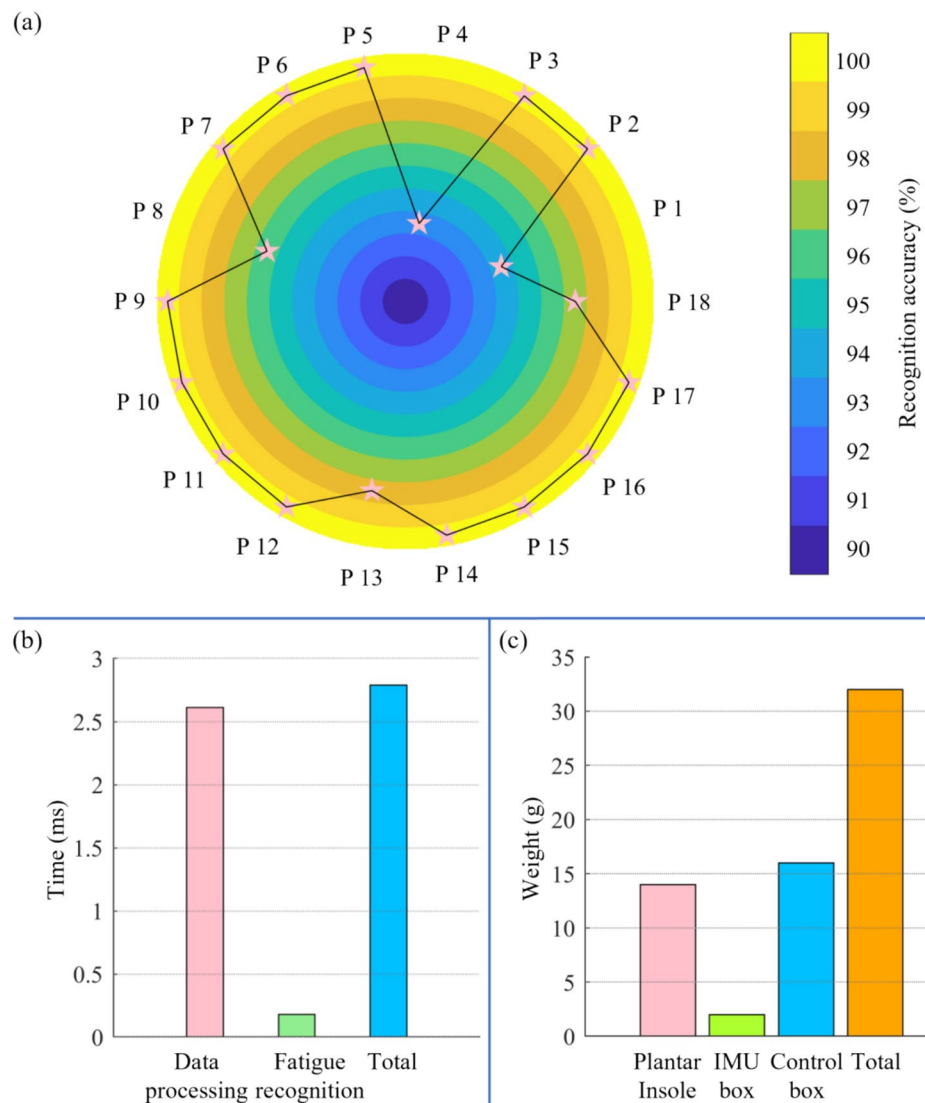 (a)
P 5
P 4
P 3
P 6
P 2
P 7
P 8
P 1
P 9
P 18
P 10
P 17
P 11
P 16
P 12
P 15
P 13
P 14
100
99
98
97
96
95
94
93
92
91
90
Recognition accuracy (%)
(b)
3
2.5
2
1.5
1
0.5
0
Time (ms)
Data
processing
Fatigue
recognition
Total
(c)
35
30
25
20
15
10
5
0
Weight (g)
Plantar
Insole
IMU
box
Control
box
Total